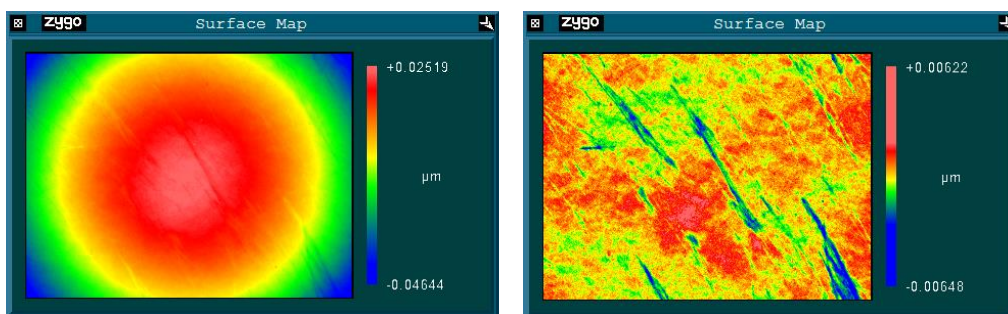 zygo Surface Map
+0.02519
µm
-0.04644
zygo Surface Map
+0.00622
µm
-0.00648